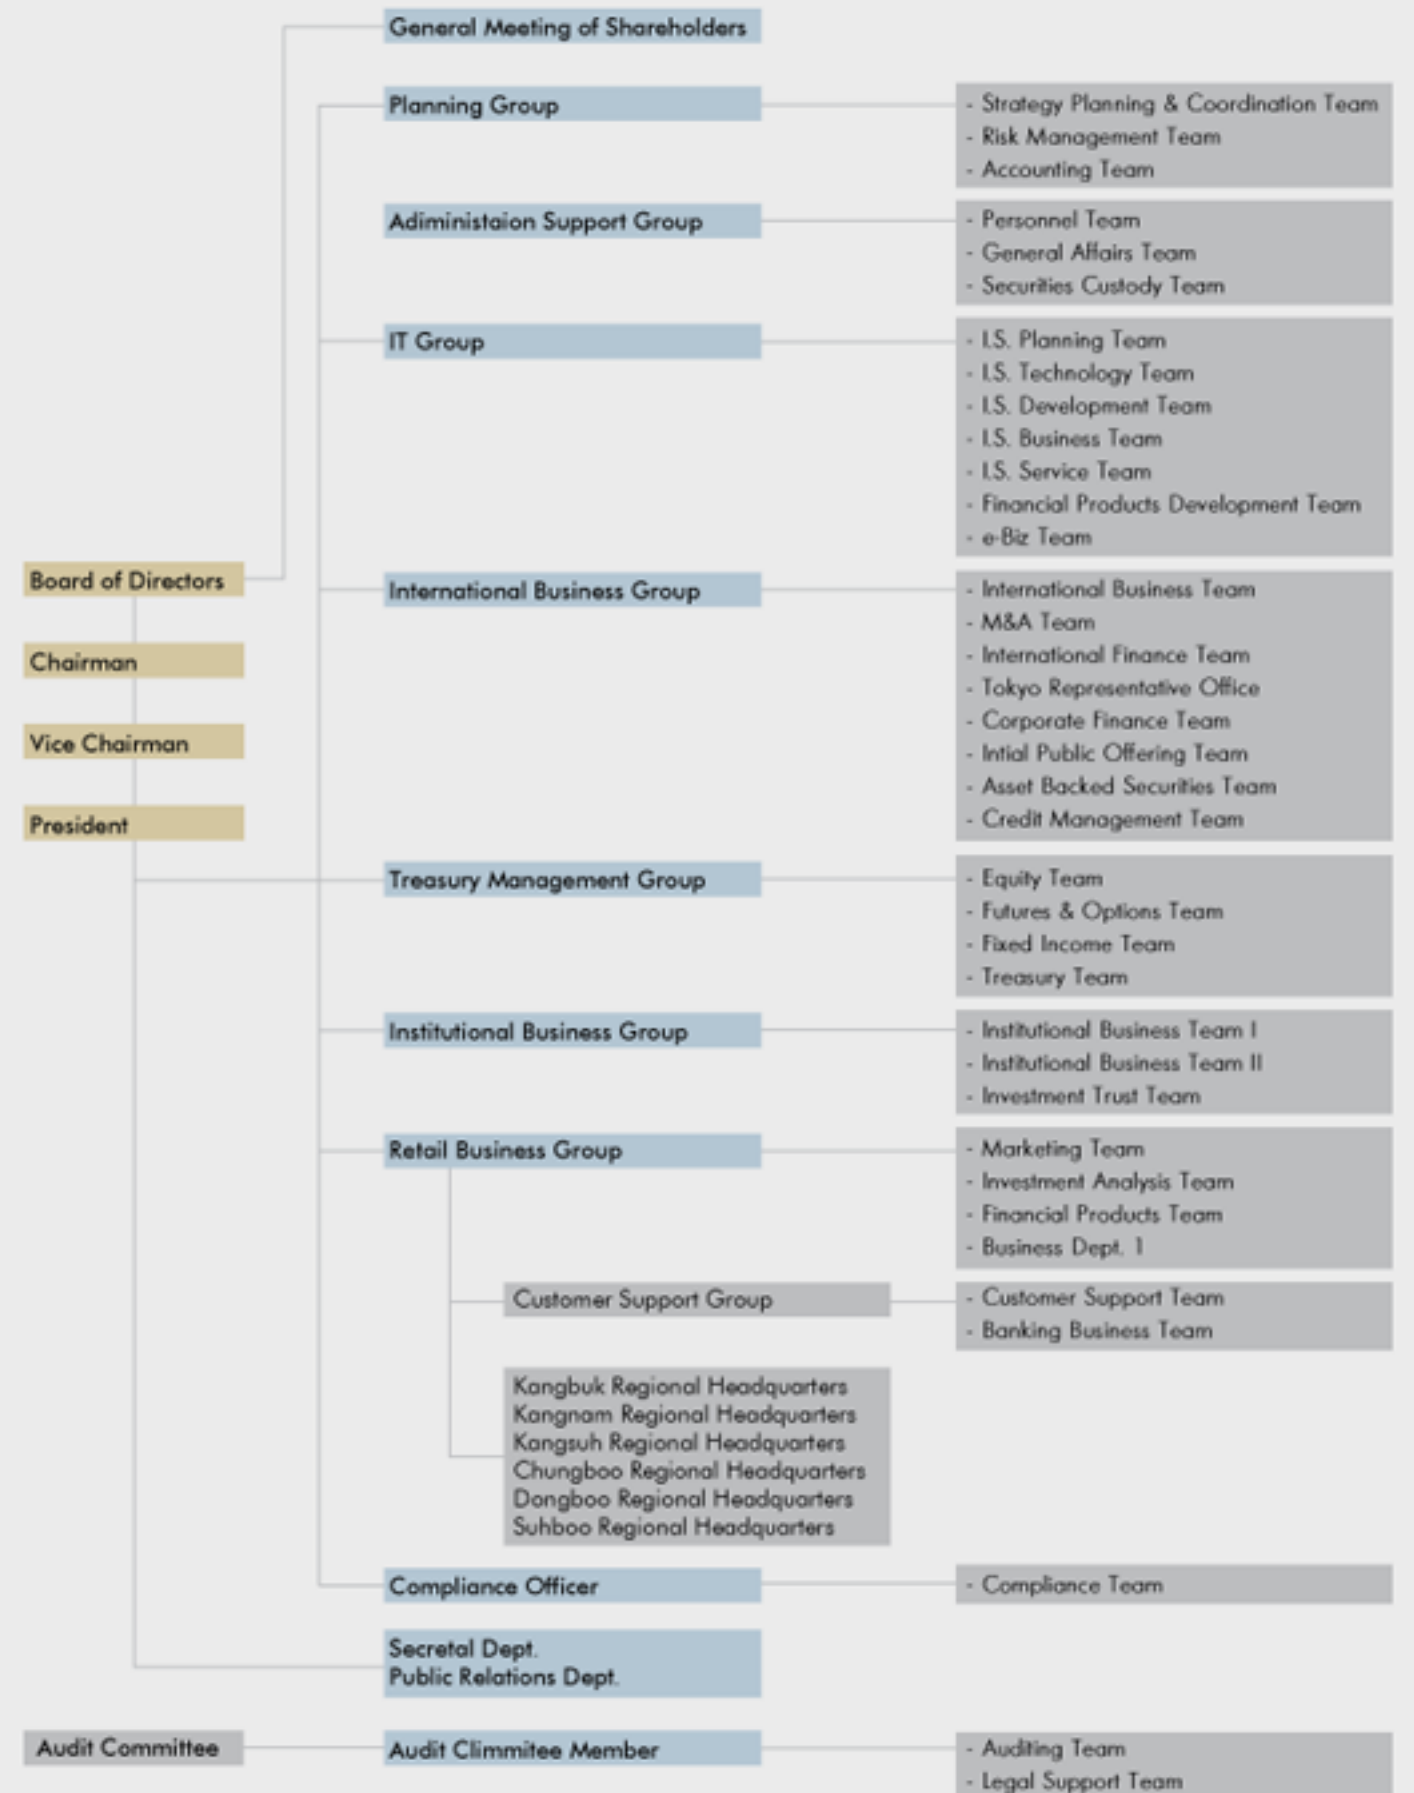 General Meeting of Shareholders
Planning Group
- Strategy Planning & Coordination Team
- Risk Management Team
- Accounting Team
Adiministaion Support Group
- Personnel Team
- General Affairs Team
- Securities Custody Team
IT Group
- I.S. Planning Team
- I.S. Technology Team
- I.S. Development Team
- I.S. Business Team
- I.S. Service Team
- Financial Products Development Team
- e-Biz Team
Board of Directors
Chairman
Vice Chairman
President
International Business Group
- International Business Team
- M&A Team
- International Finance Team
- Tokyo Representative Office
- Corporate Finance Team
- Intial Public Offering Team
- Asset Backed Securities Team
- Credit Management Team
Treasury Management Group
- Equity Team
- Futures & Options Team
- Fixed Income Team
- Treasury Team
Institutional Business Group
- Institutional Business Team I
- Institutional Business Team II
- Investment Trust Team
Retail Business Group
- Marketing Team
- Investment Analysis Team
- Financial Products Team
- Business Dept. 1
Customer Support Group
- Customer Support Team
- Banking Business Team
Kangbuk Regional Headquarters
Kangnam Regional Headquarters
Kangsuh Regional Headquarters
Chungboo Regional Headquarters
Dongboo Regional Headquarters
Suhboo Regional Headquarters
Compliance Officer
- Compliance Team
Secretal Dept.
Public Relations Dept.
Audit Committee
Audit Climmitee Member
- Auditing Team
- Legal Support Team